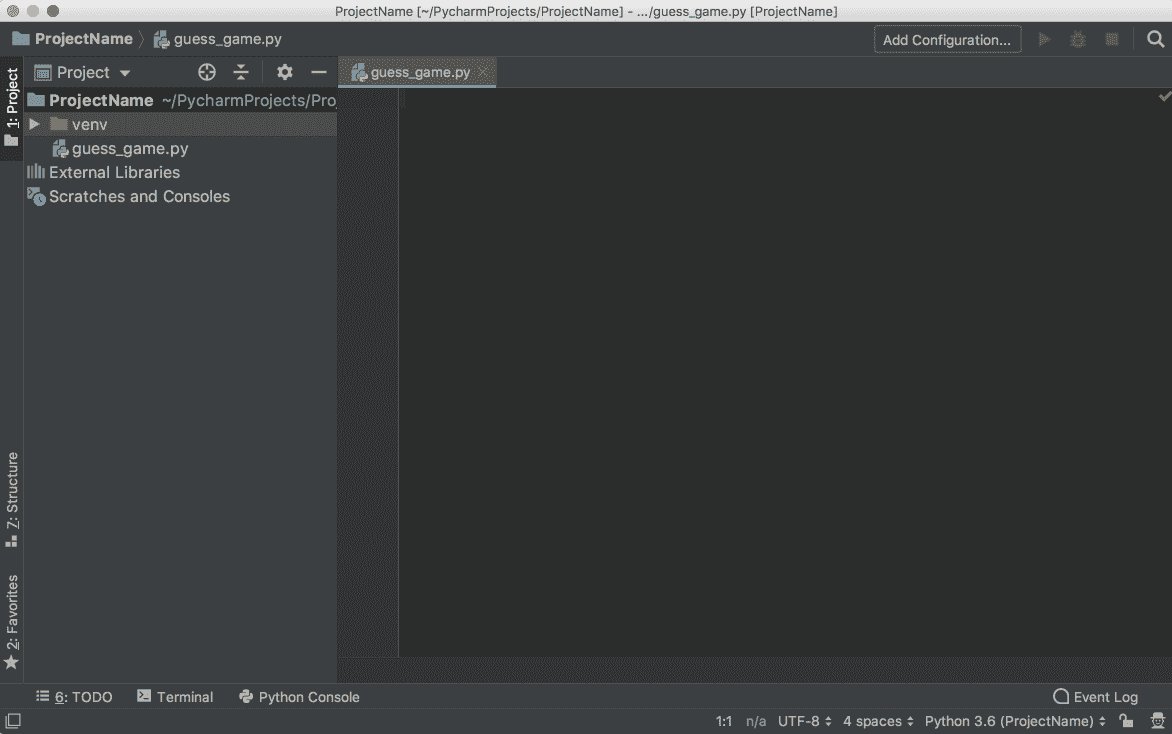 ProjectName [~/PycharmProjects/ProjectName] - .../guess_game.py [ProjectName]
ProjectName guess_game.py Add Configuration...
1: Project
Project
guess_game.py
ProjectName ~/PycharmProjects/Pro
venv
guess_game.py
External Libraries
Scratches and Consoles
7: Structure
2: Favorites
6: TODO Terminal Python Console Event Log
1:1 n/a UTF-8 4 spaces Python 3.6 (ProjectName)